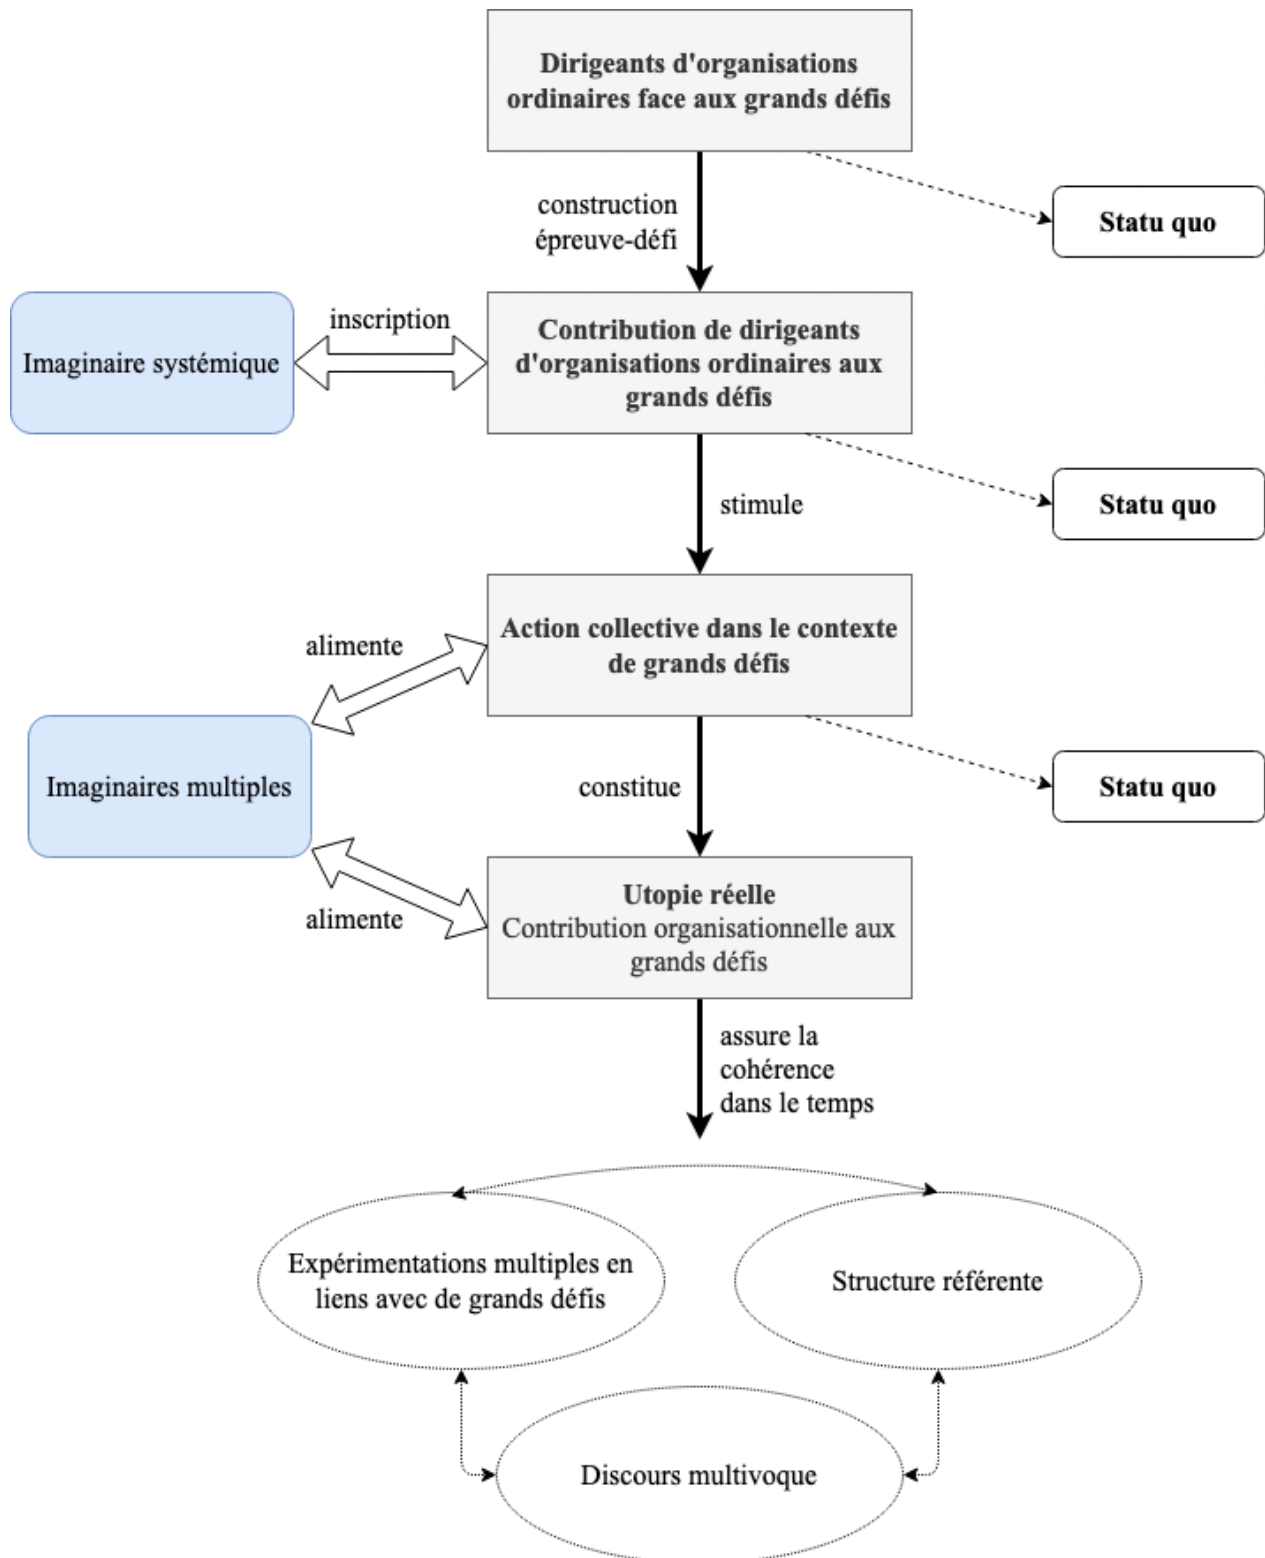 Dirigeants d'organisations
ordinaires face aux grands défis
construction
épreuve-défi
Statu quo
Imaginaire systémique
inscription
Contribution de dirigeants
d'organisations ordinaires aux
grands défis
stimule
Statu quo
Action collective dans le contexte
de grands défis
alimente
Imaginaires multiples
constitue
Statu quo
alimente
Utopie réelle
Contribution organisationnelle aux
grands défis
assure la
cohérence
dans le temps
Expérimentations multiples en
liens avec de grands défis
Structure référente
Discours multivoque